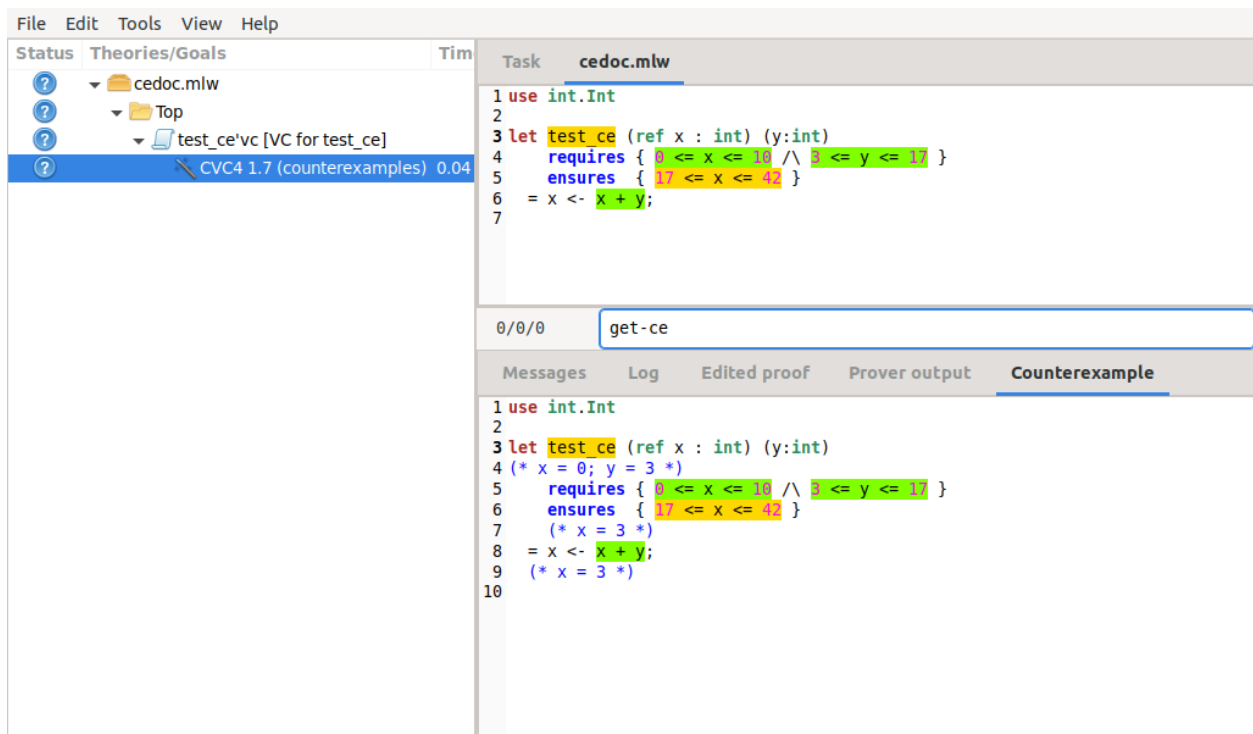 File Edit Tools View Help
Status Theories/Goals Tim
cedoc.mlw
Top
test_ce'vc [VC for test_ce]
CVC4 1.7 (counterexamples) 0.04
Task cedoc.mlw
1 use int.Int
2
3 let test_ce (ref x : int) (y:int)
4 requires { 0 <= x <= 10 /\ 3 <= y <= 17 }
5 ensures { 17 <= x <= 42 }
6 = x <- x + y;
7
0/0/0 get-ce
Messages Log Edited proof Prover output Counterexample
1 use int.Int
2
3 let test_ce (ref x : int) (y:int)
4 (* x = 0; y = 3 *)
5 requires { 0 <= x <= 10 /\ 3 <= y <= 17 }
6 ensures { 17 <= x <= 42 }
7 (* x = 3 *)
8 = x <- x + y;
9 (* x = 3 *)
10